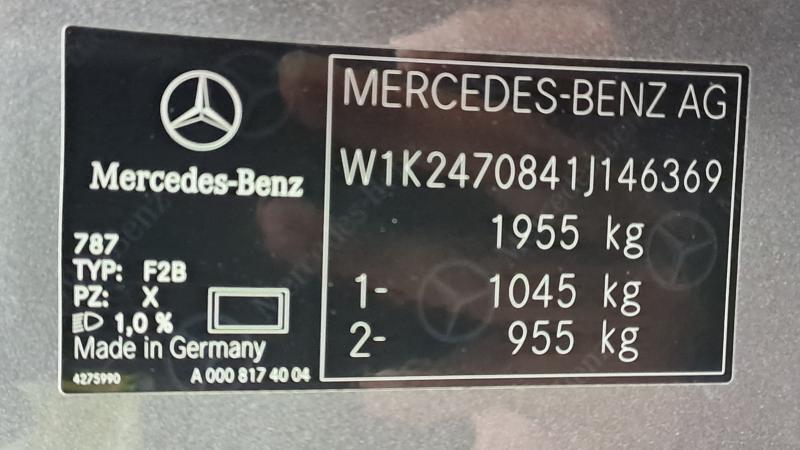 Mercedes-Benz
787
TYP: F2B
PZ: X
1,0 %
Made in Germany
4275990
A 000 817 40 04
MERCEDES-BENZ AG
W1K2470841J146369
1955 kg
1- 1045 kg
2- 955 kg